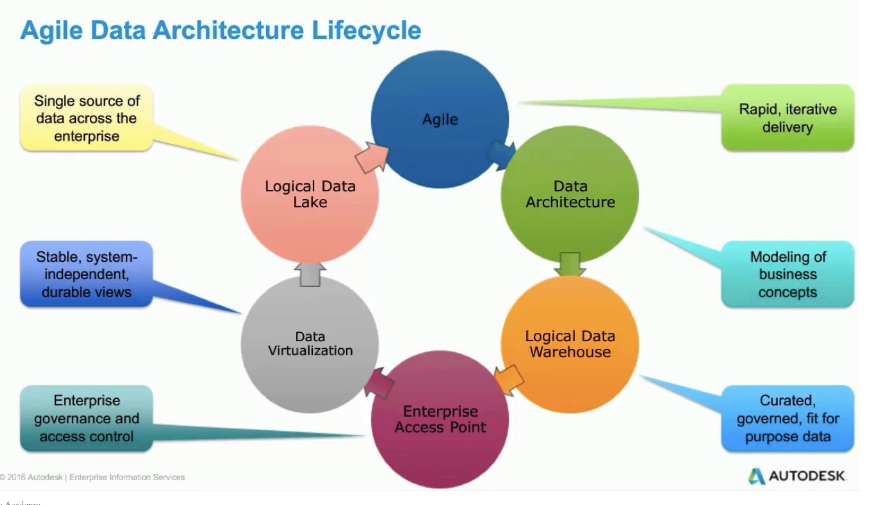 Agile Data Architecture Lifecycle
Single source of
data across the
enterprise
Agile
Rapid, iterative
delivery
Logical Data
Lake
Data
Architecture
Stable, system-
independent,
durable views
Modeling of
business
concepts
Data
Virtualization
Logical Data
Warehouse
Enterprise
governance and
access control
Enterprise
Access Point
Curated,
governed, fit for
purpose data
© 2016 Autodesk | Enterprise Information Services
AUTODESK